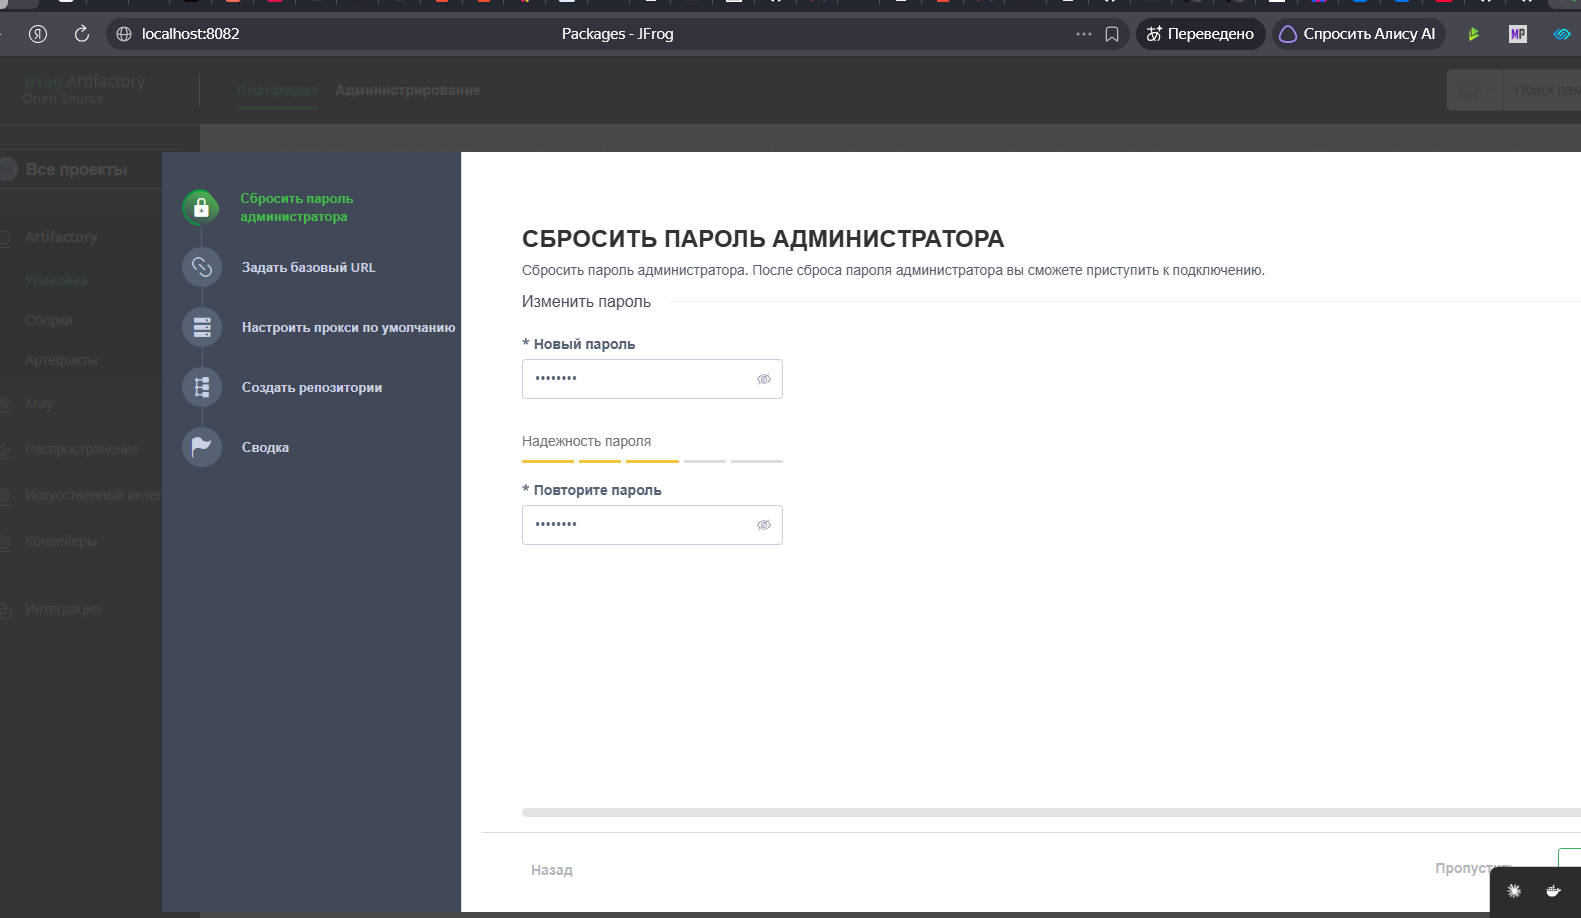 localhost:8082
Packages - JFrog
Переведено
Спросить Алису AI
MP
JFrog Artifactory
Open Source
Платформа
Администрирование
Все проекты
Artifactory
Упаковка
Сборки
Артефакты
Xray
Распространение
Искусственный
Конвейеры
Интеграция
Сбросить пароль
администратора
Задать базовый URL
Настроить прокси по умолчанию
Создать репозитории
Сводка
СБРОСИТЬ ПАРОЛЬ АДМИНИСТРАТОРА
Сбросить пароль администратора. После сброса пароля администратора вы сможете приступить к подключению.
Изменить пароль
* Новый пароль
••••••••
Надежность пароля
* Повторите пароль
••••••••
Назад
Поиск